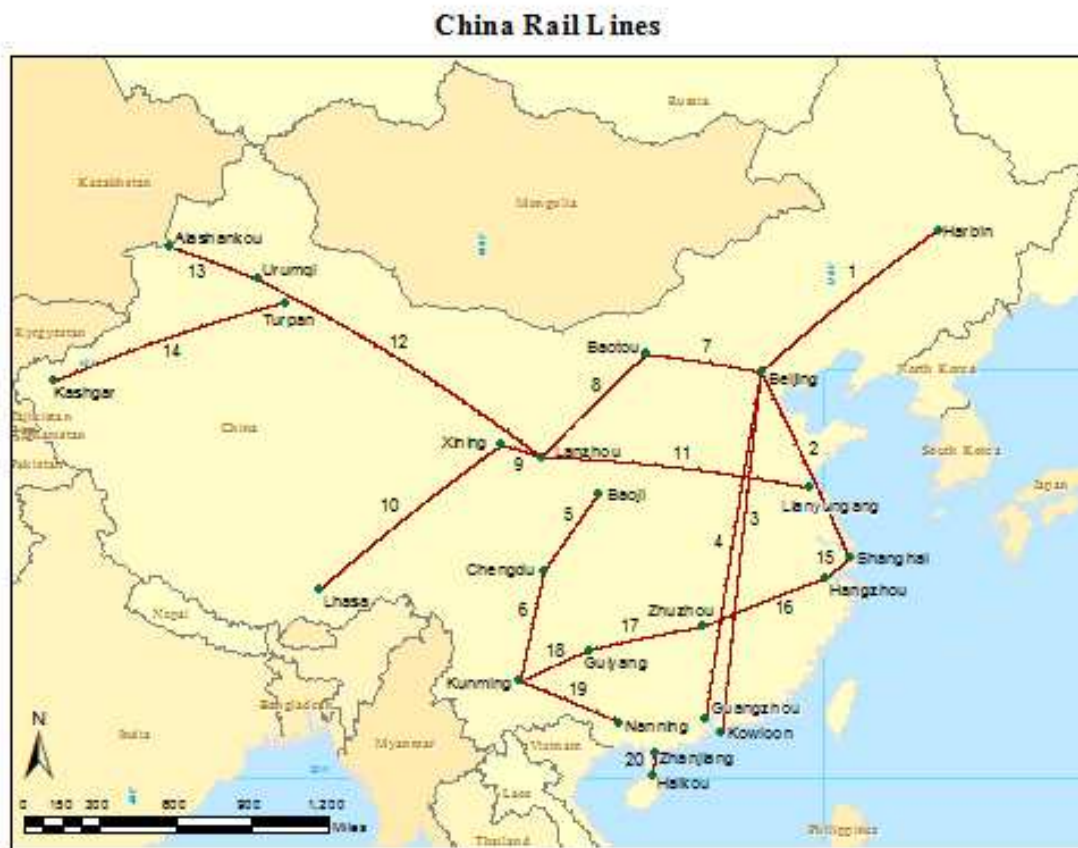 China Rail Lines
Russia
Kazakhstan
Mongolia
Alashankou
Harbin
13
Urumqi
1
Turpan
Kyrgyzstan
12
Baotou
7
14
Beijing
North Korea
Kashgar
8
Tajikistan
Afghanistan
China
Xining
Lanzhou
2
South Korea
Pakistan
9
11
Japan
10
Baoji
Lianyungang
5
3
4
Chengdu
15
Shanghai
Lhasa
Hangzhou
Nepal
6
Zhuzhou
16
17
18
Guiyang
Kunming
19
Bangladesh
Guangzhou
N
India
Nanning
Kowloon
Myanmar
Vietnam
20
Zhanjiang
Haikou
Laos
0 150 300 600 900 1,200
Miles
Thailand
Philippines